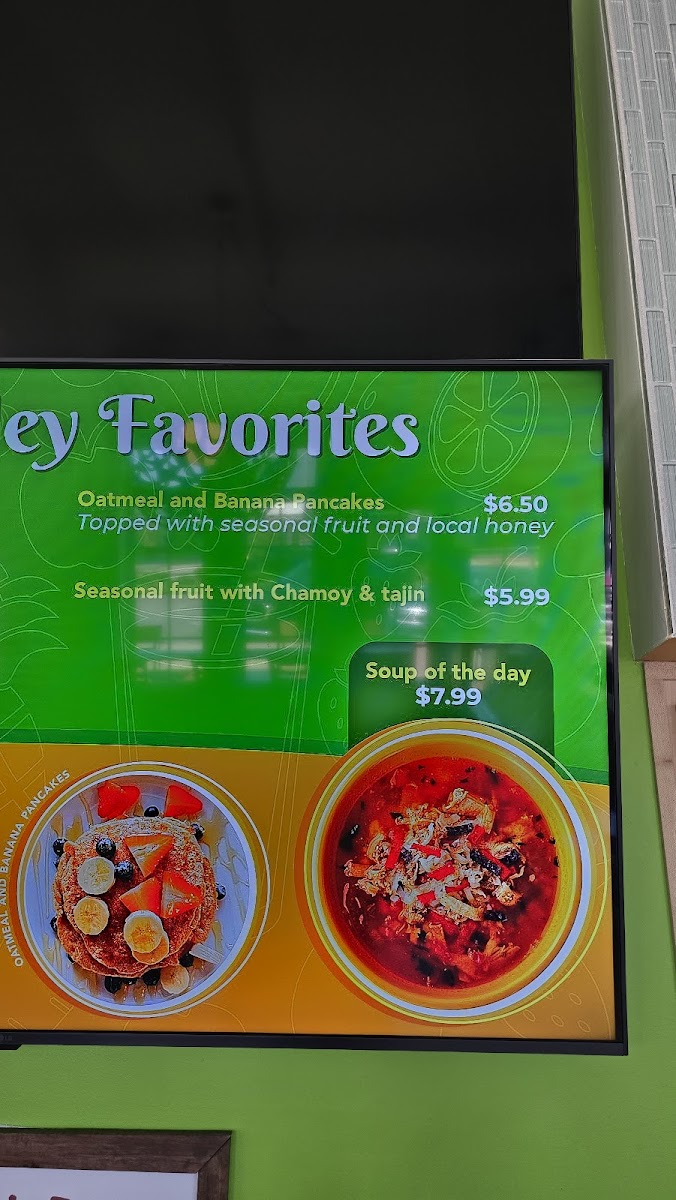 ey Favorites
Oatmeal and Banana Pancakes $6.50
Topped with seasonal fruit and local honey
Seasonal fruit with Chamoy & tajin $5.99
Soup of the day
$7.99
OATMEAL AND BANANA PANCAKES